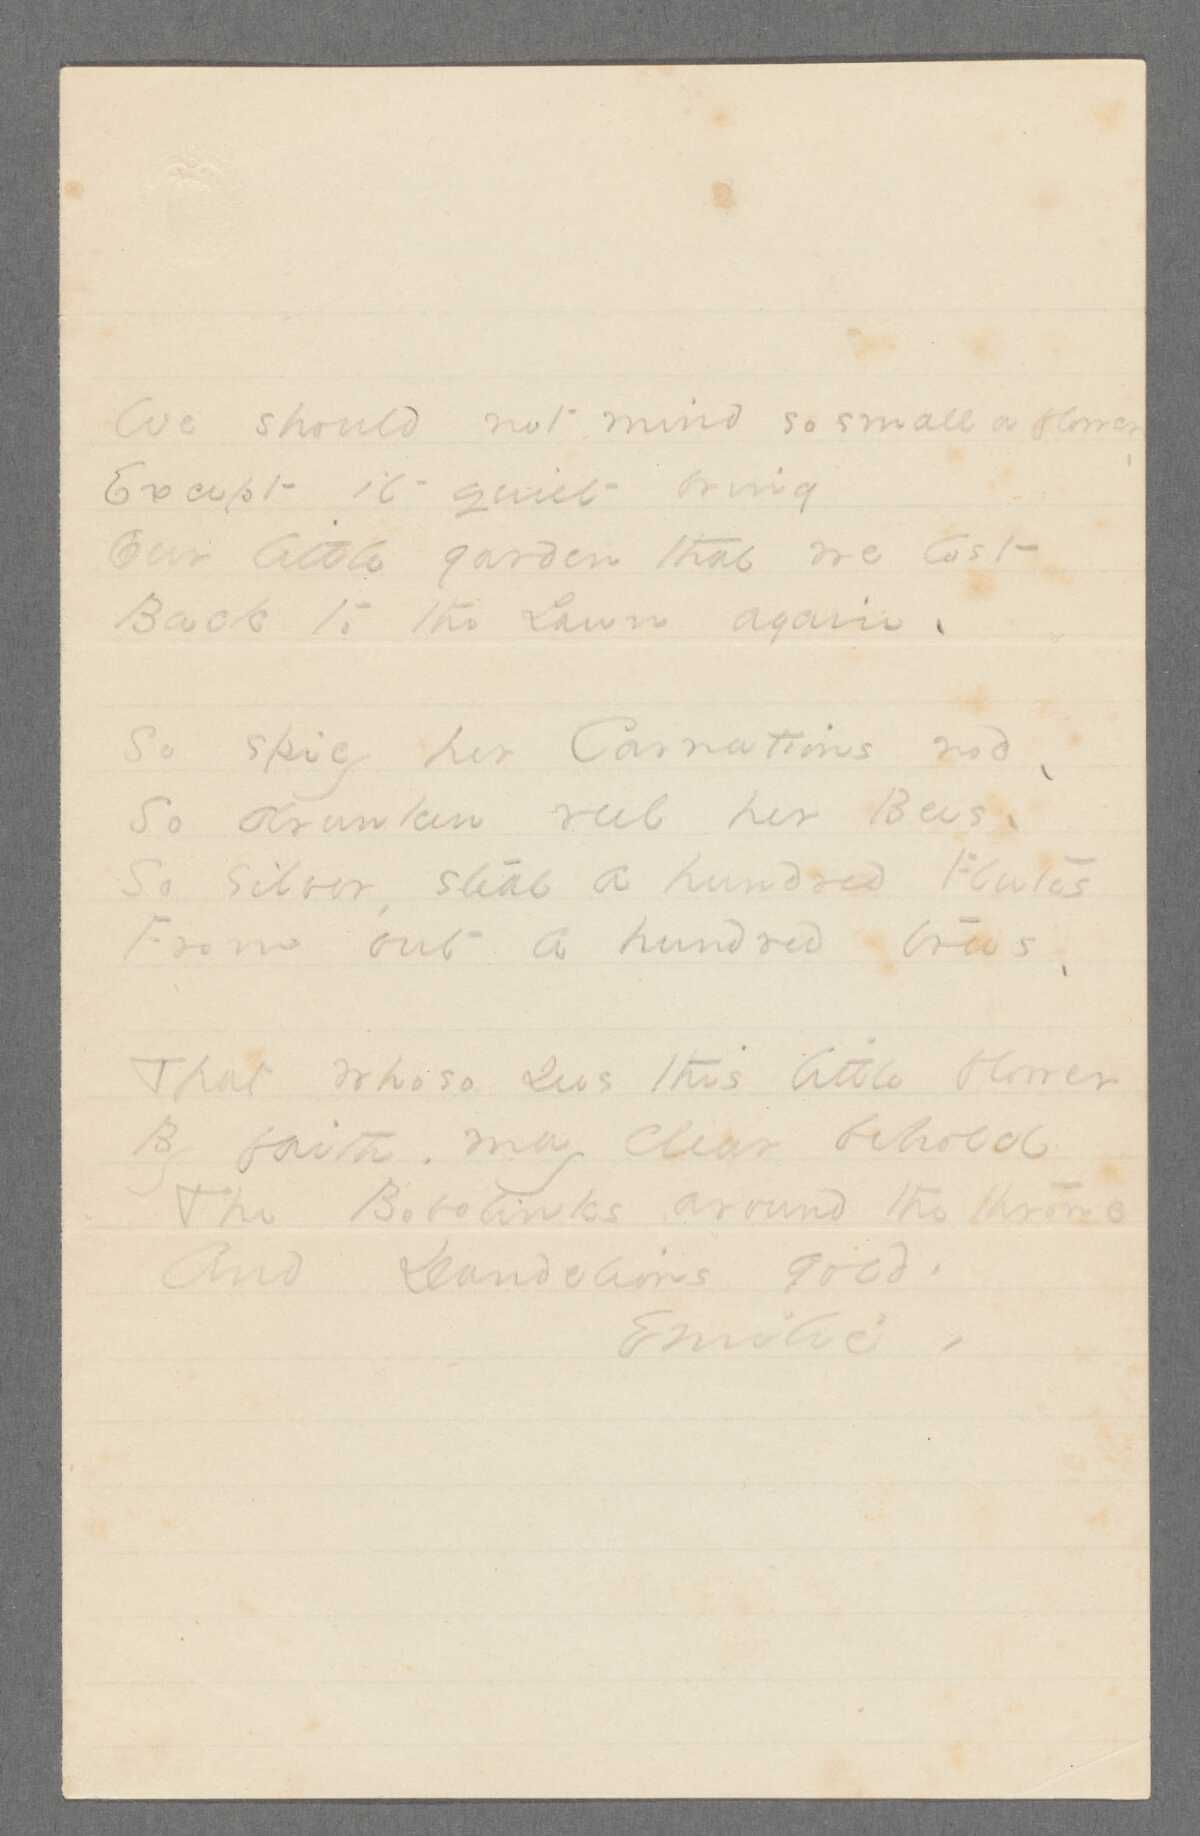 We should not mind so small a flower,
Except it quiet bring
Our little garden that we lost
Back to the Lawn again.

So spicy her Carnations nod,
So drunken reel her Bees,
So silver, steal a hundred Flutes
From out a hundred trees,

That whoso sees this little flower
By faith, may clear behold
The Bobolinks around the throne
And Dandelions gold.
Emilie,